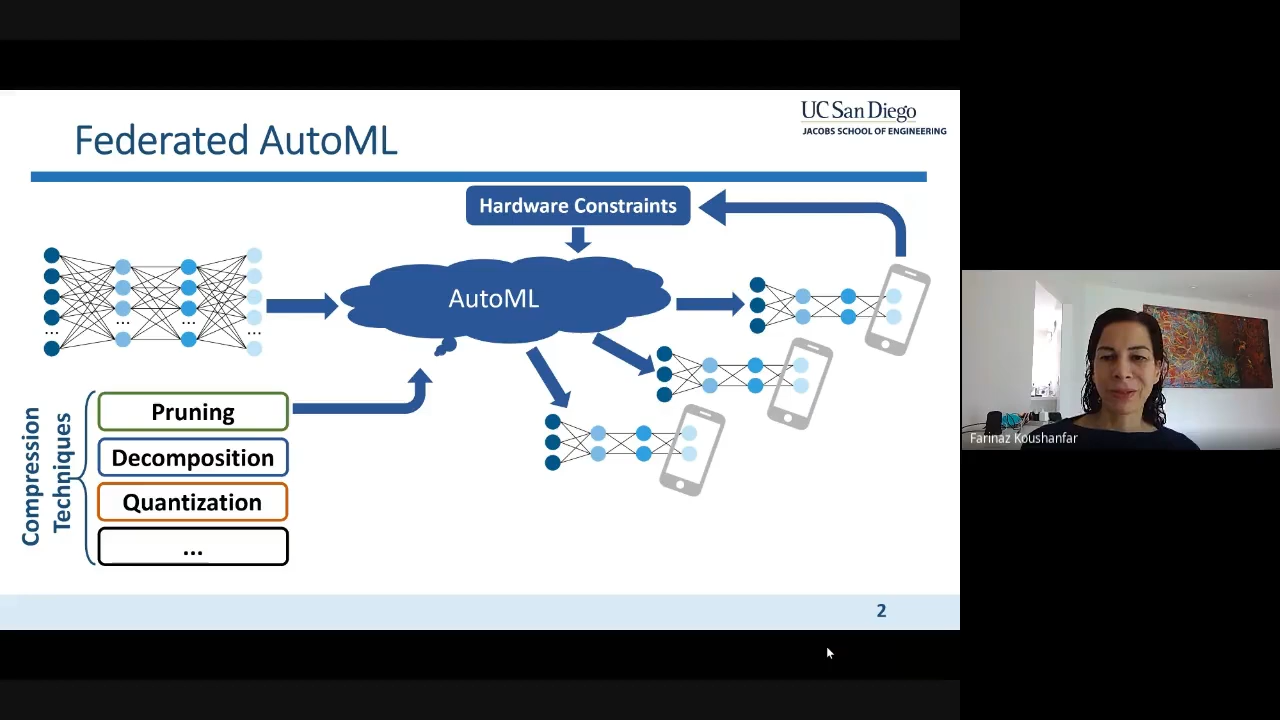 UC San Diego
JACOBS SCHOOL OF ENGINEERING
Federated AutoML
Hardware Constraints
AutoML
...
...
...
...
Compression
Techniques
Pruning
Decomposition
Quantization
...
Farinaz Koushanfar
2